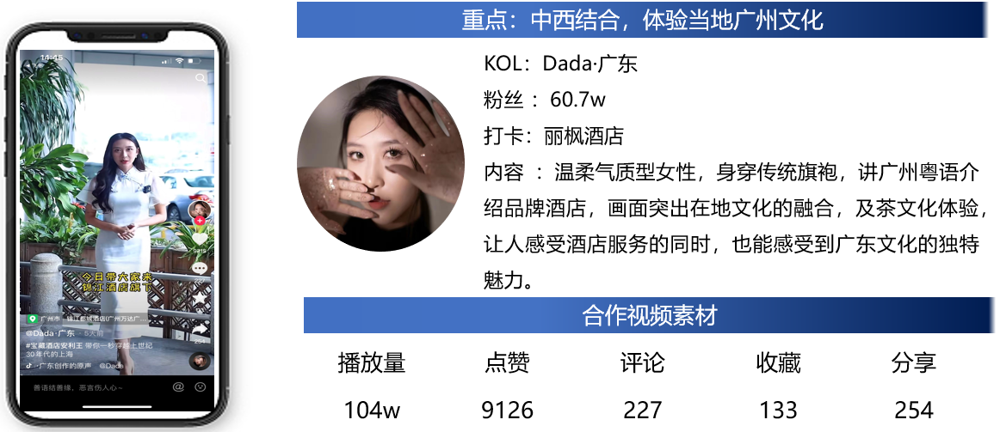 重点：中西结合，体验当地广州文化
KOL：Dada·广东
粉丝 ：60.7w
打卡：丽枫酒店
内容 ：温柔气质型女性，身穿传统旗袍，讲广州粤语介
绍品牌酒店，画面突出在地文化的融合，及茶文化体验，
让人感受酒店服务的同时，也能感受到广东文化的独特
魅力。
合作视频素材
播放量 点赞 评论 收藏 分享
104w 9126 227 133 254
14:45
今日带大家来
锦江酒店旗下
广州市 · 锦江都城酒店(广州万达广...
@Dada·广东 · 5天前
#宝藏酒店安利王 带你一秒穿越上世纪
30年代的上海
·广东创作的原声 @Dada
254
善语结善缘，恶言伤人心~